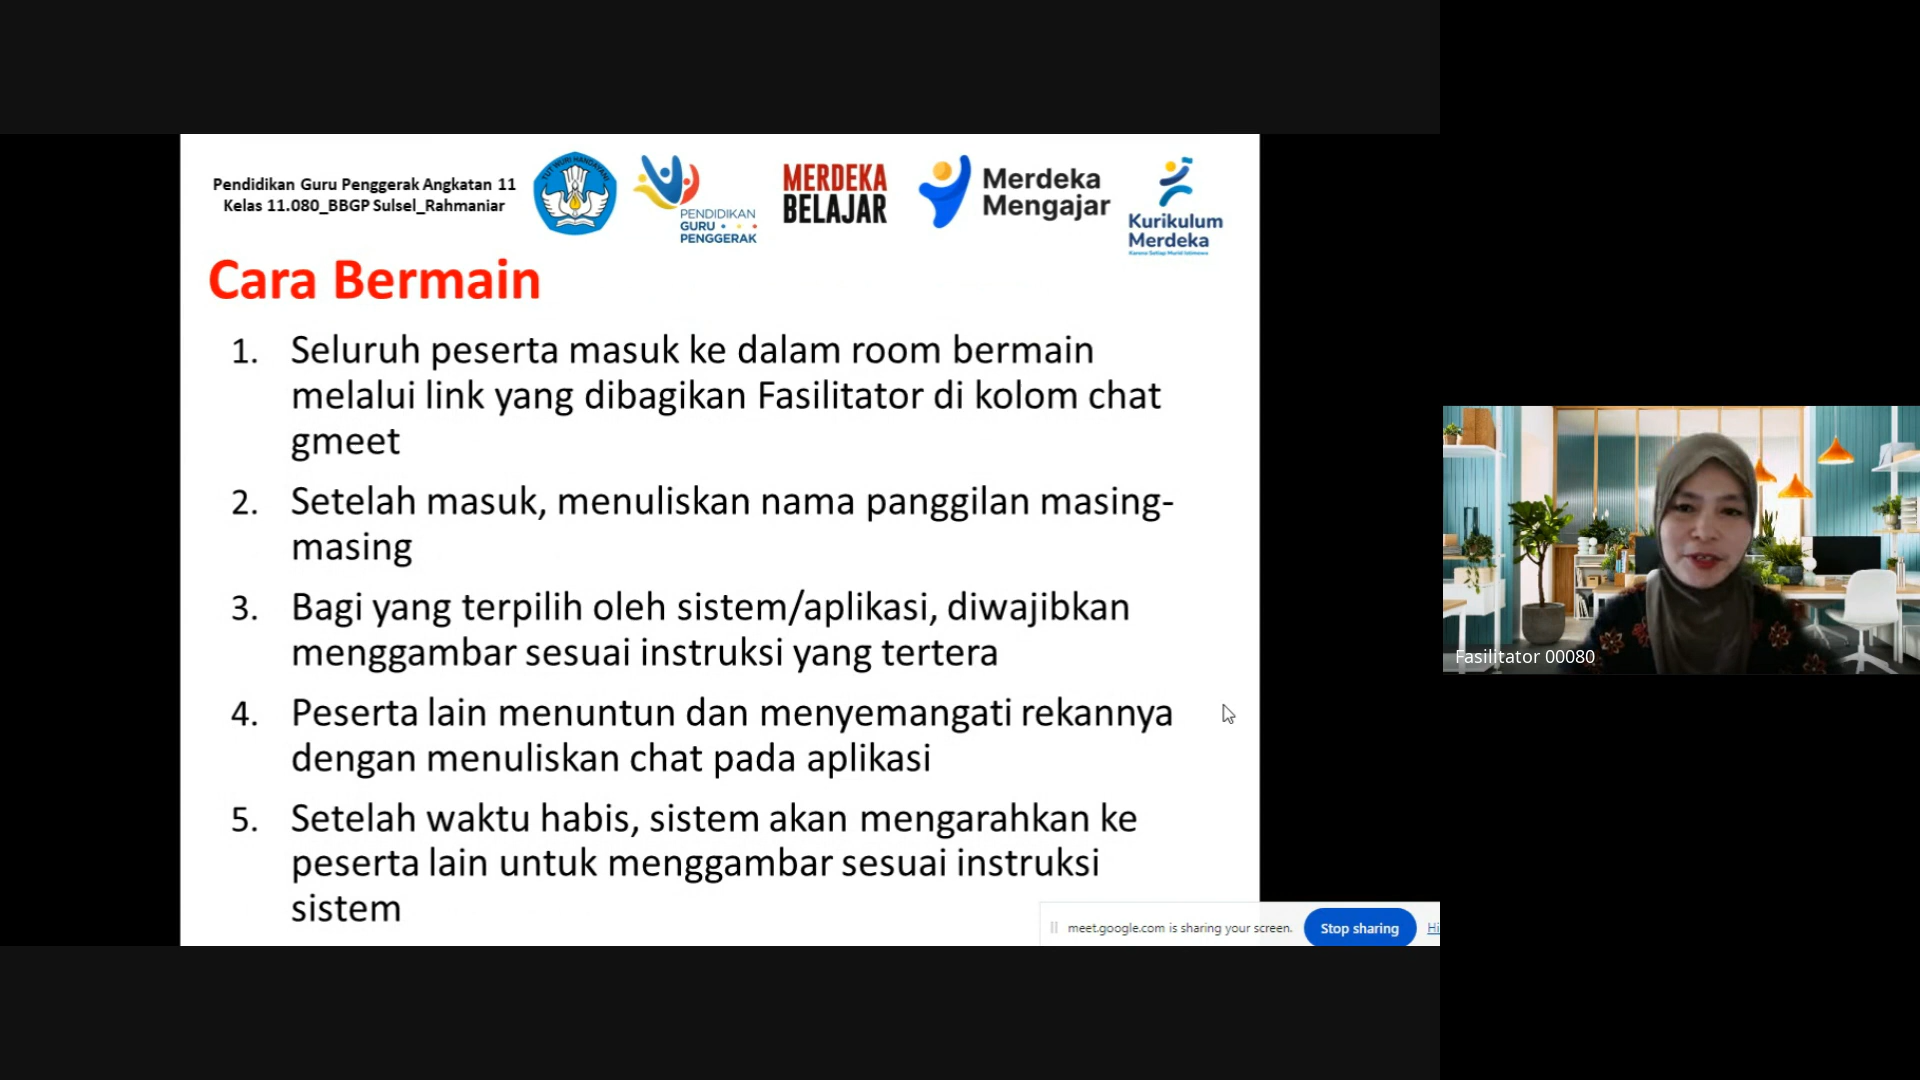 Pendidikan Guru Penggerak Angkatan 11
Kelas 11.080_BBGP Sulsel_Rahmaniar
TUT WURI HANDAYANI
PENDIDIKAN
GURU
PENGGERAK
MERDEKA
BELAJAR
Merdeka
Mengajar
Kurikulum
Merdeka
Karena Setiap Murid Istimewa
Cara Bermain
1. Seluruh peserta masuk ke dalam room bermain
melalui link yang dibagikan Fasilitator di kolom chat
gmeet
2. Setelah masuk, menuliskan nama panggilan masing-
masing
3. Bagi yang terpilih oleh sistem/aplikasi, diwajibkan
menggambar sesuai instruksi yang tertera
4. Peserta lain menuntun dan menyemangati rekannya
dengan menuliskan chat pada aplikasi
5. Setelah waktu habis, sistem akan mengarahkan ke
peserta lain untuk menggambar sesuai instruksi
sistem
meet.google.com is sharing your screen.
Stop sharing
Hi
Fasilitator 00080